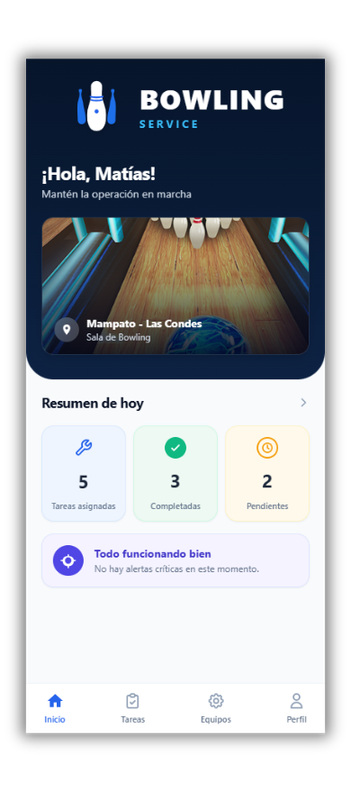 BOWLING
SERVICE
¡Hola, Matías!
Mantén la operación en marcha
Mampato - Las Condes
Sala de Bowling
Resumen de hoy
5
Tareas asignadas
3
Completadas
2
Pendientes
Todo funcionando bien
No hay alertas críticas en este momento.
Inicio
Tareas
Equipos
Perfil